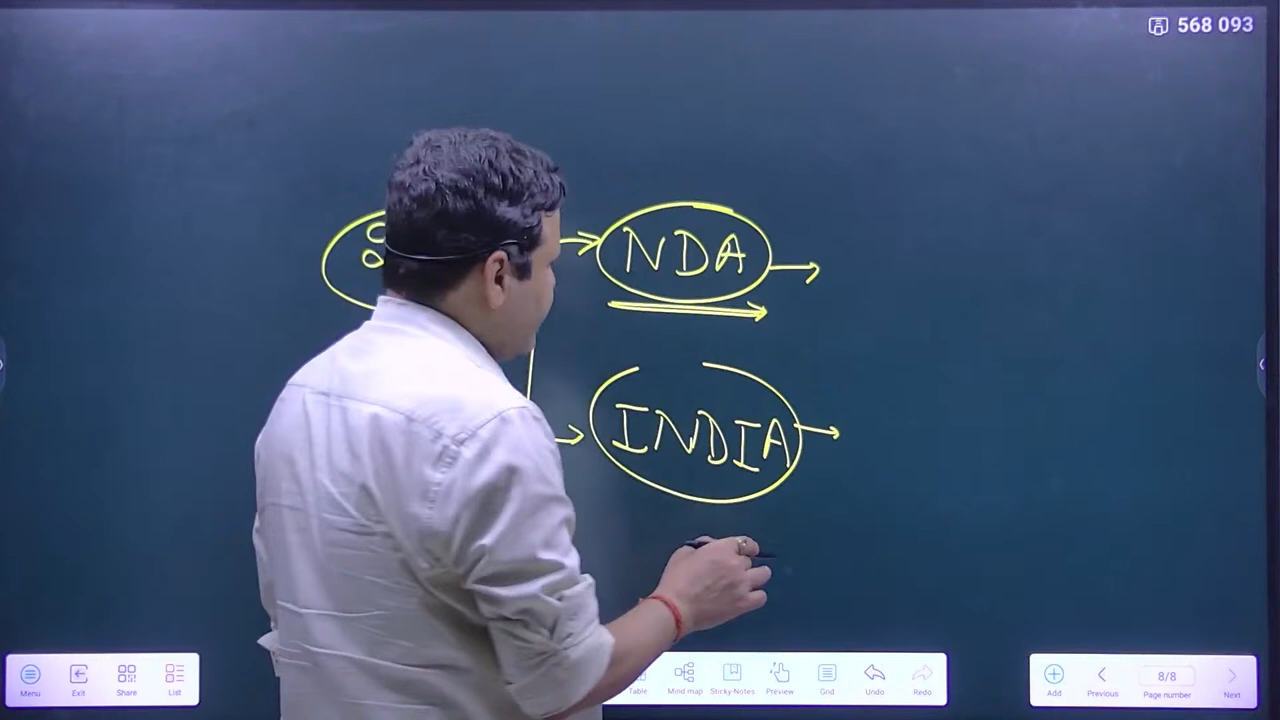 568 093
NDA
INDIA
Menu Exit Share List
Table Mind map Sticky-Notes Preview Grid Undo Redo
Add Previous 8/8 Page number Next